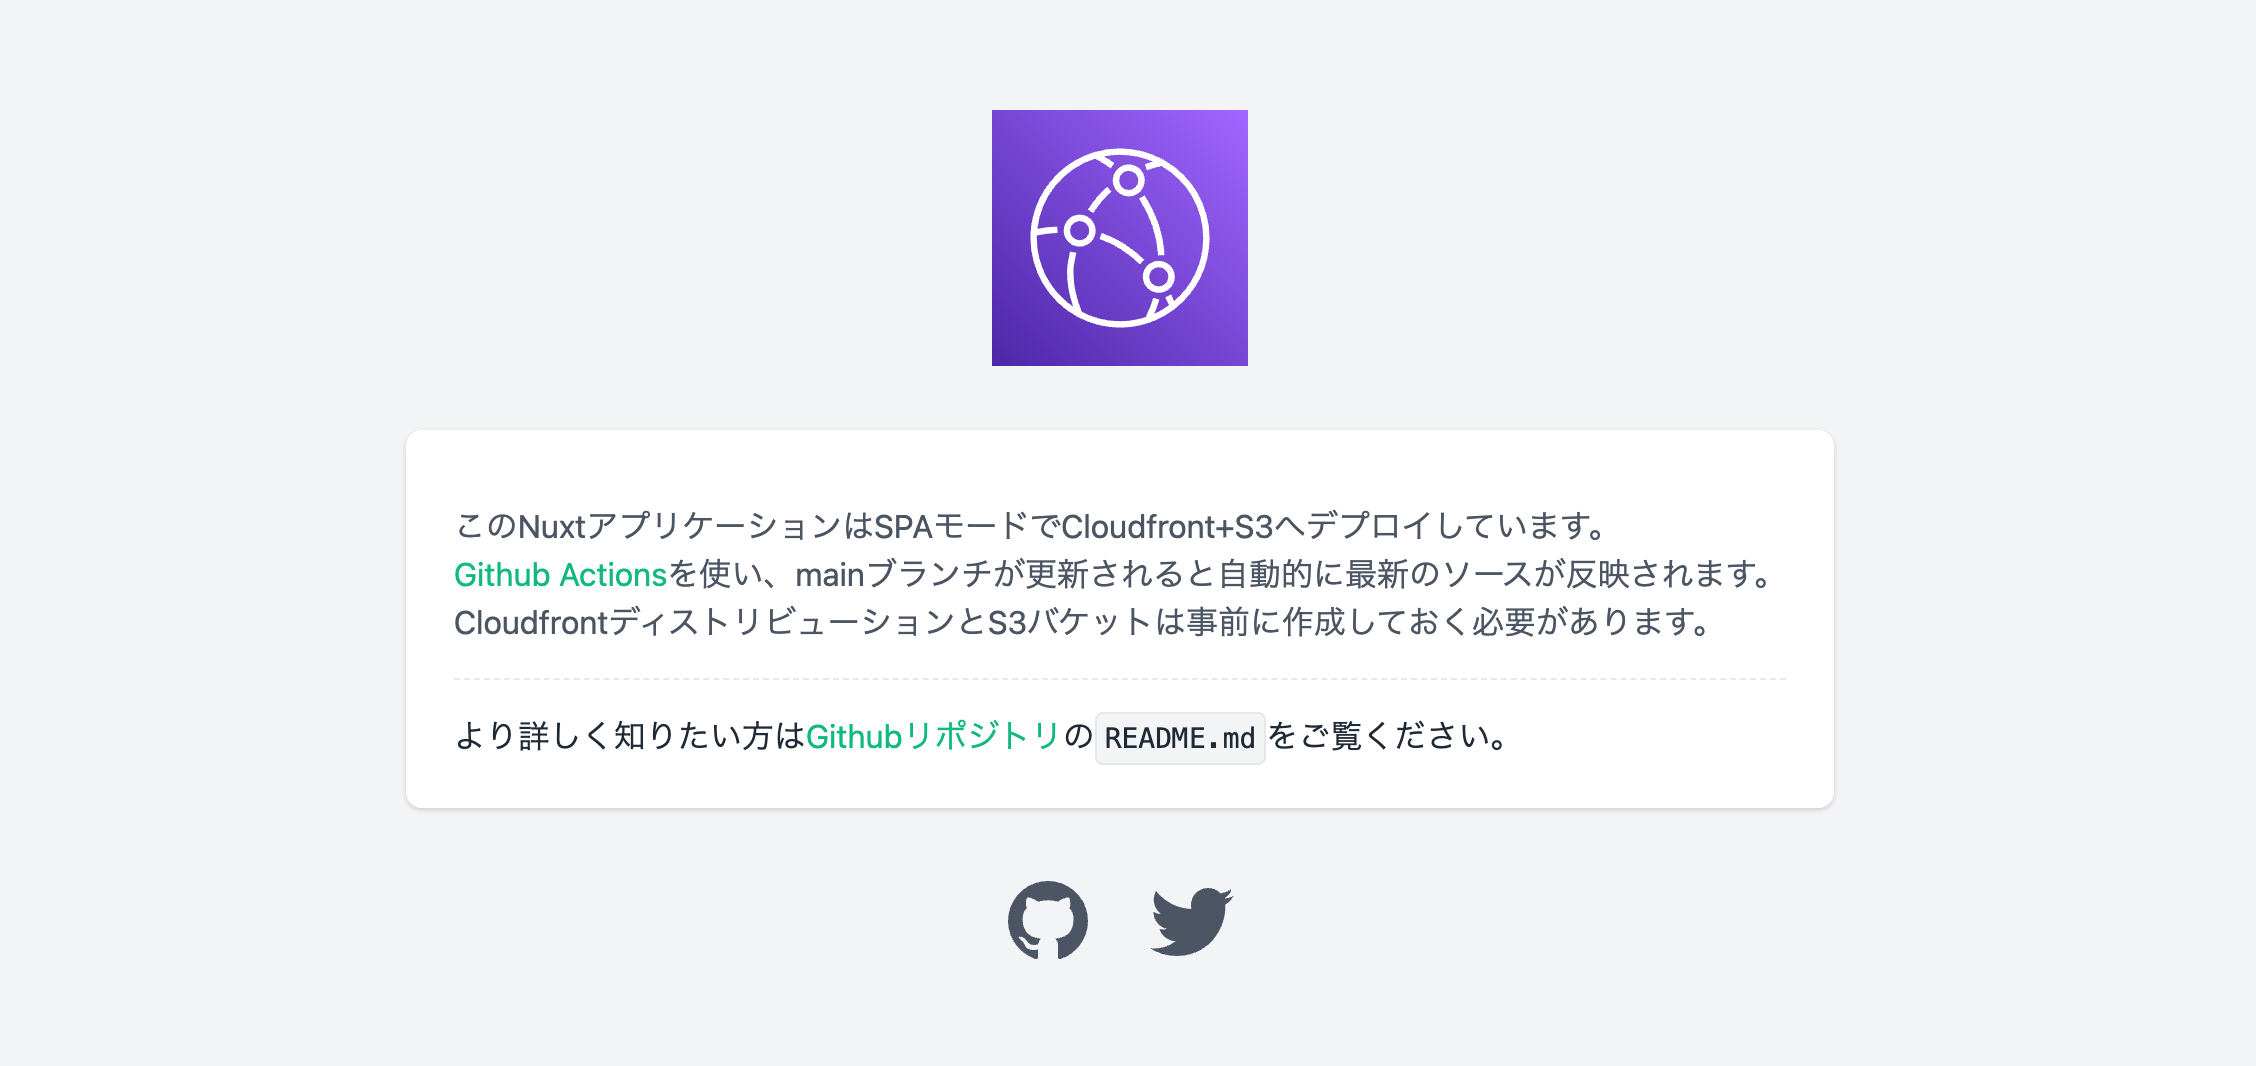 このNuxtアプリケーションはSPAモードでCloudfront+S3へデプロイしています。
Github Actionsを使い、mainブランチが更新されると自動的に最新のソースが反映されます。
CloudfrontディストリビューションとS3バケットは事前に作成しておく必要があります。
より詳しく知りたい方はGithubリポジトリのREADME.mdをご覧ください。